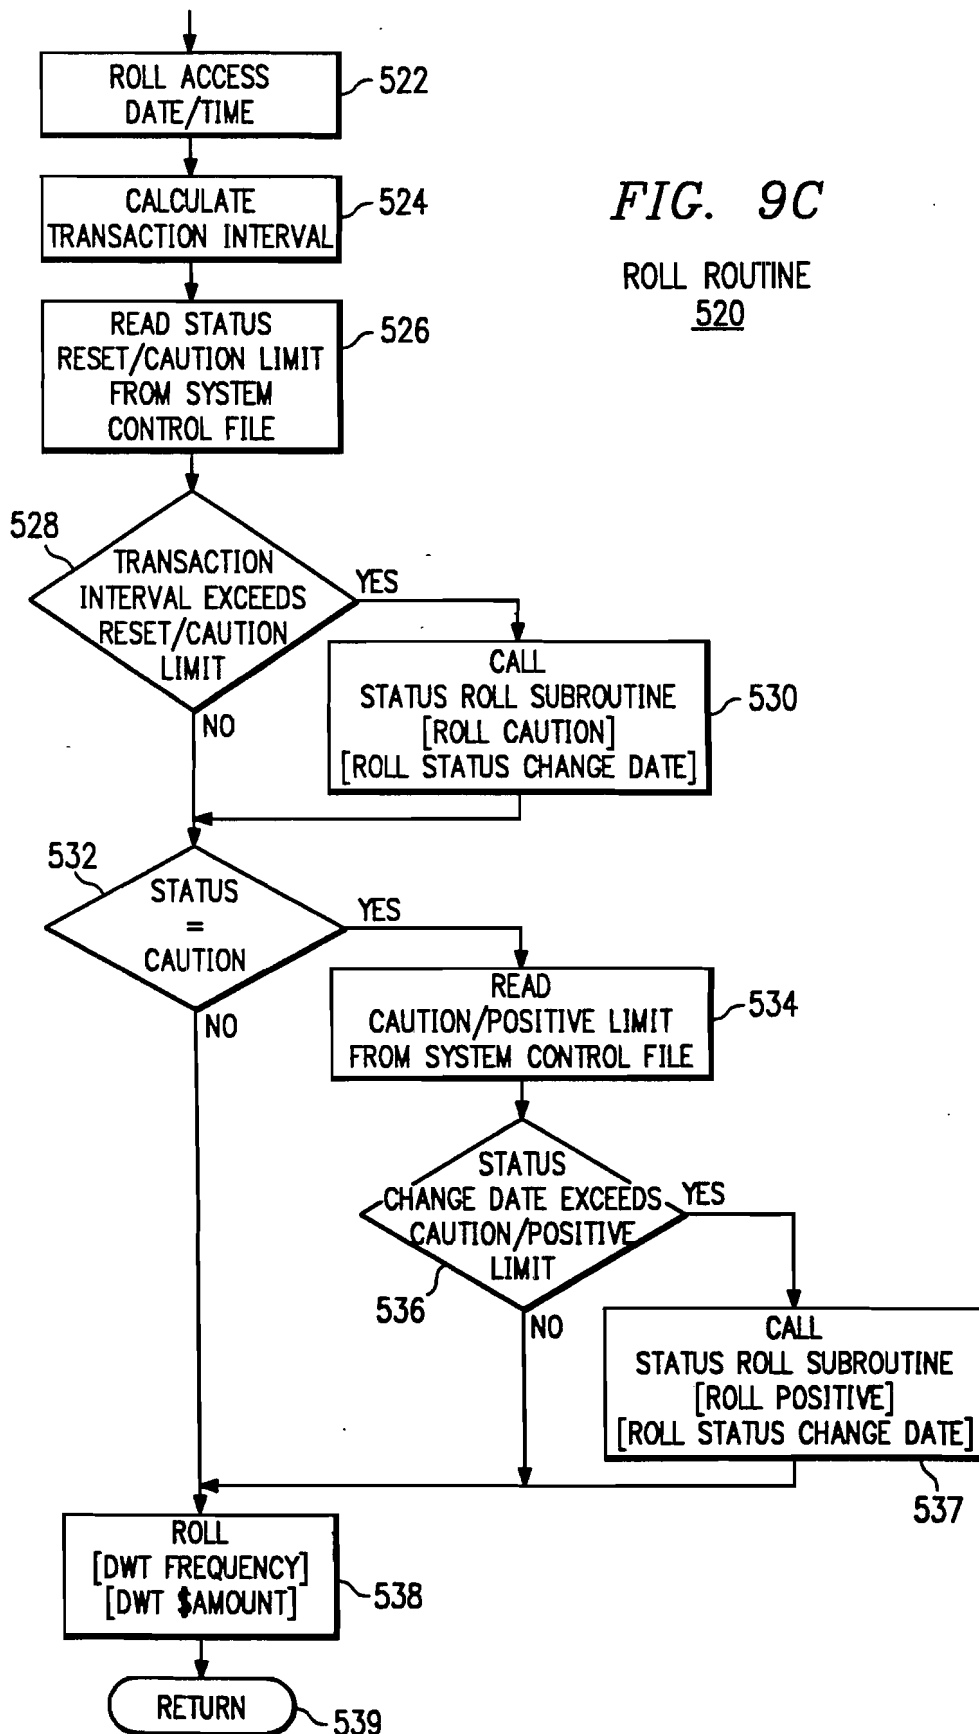 ROLL ACCESS
DATE/TIME
522
CALCULATE
TRANSACTION INTERVAL
524
FIG. 9C
ROLL ROUTINE
520
READ STATUS
RESET/CAUTION LIMIT
FROM SYSTEM
CONTROL FILE
526
528
TRANSACTION
INTERVAL EXCEEDS
RESET/CAUTION
LIMIT
YES
NO
CALL
STATUS ROLL SUBROUTINE
[ROLL CAUTION]
[ROLL STATUS CHANGE DATE]
530
532
STATUS
=
CAUTION
YES
NO
READ
CAUTION/POSITIVE LIMIT
FROM SYSTEM CONTROL FILE
534
STATUS
CHANGE DATE EXCEEDS
CAUTION/POSITIVE
LIMIT
YES
536
NO
CALL
STATUS ROLL SUBROUTINE
[ROLL POSITIVE]
[ROLL STATUS CHANGE DATE]
537
ROLL
[DWT FREQUENCY]
[DWT $AMOUNT]
538
RETURN
539